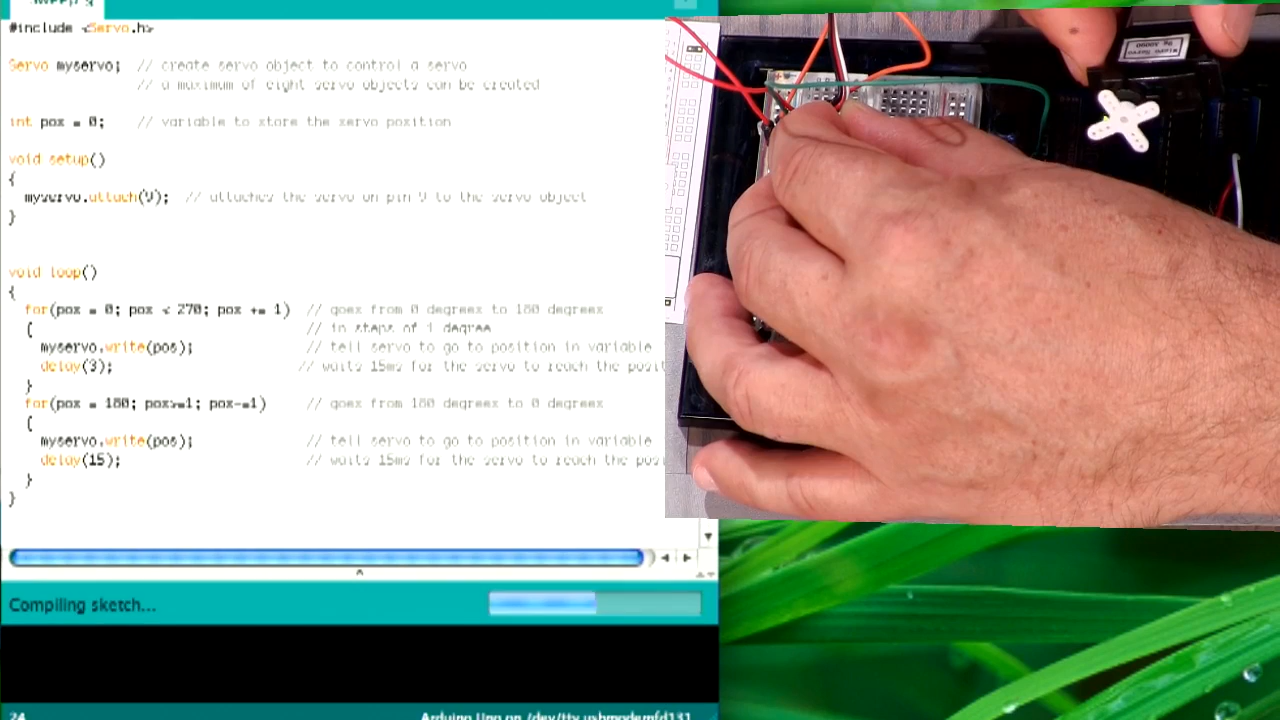 #include <Servo.h>
Servo myservo;  // create servo object to control a servo
// a maximum of eight servo objects can be created
int pos = 0;    // variable to store the servo position
void setup()
{
myservo.attach(9);  // attaches the servo on pin 9 to the servo object
}
void loop()
{
for(pos = 0; pos < 270; pos += 1)  // goes from 0 degrees to 180 degrees
{                                  // in steps of 1 degree
myservo.write(pos);              // tell servo to go to position in variable
delay(3);                       // waits 15ms for the servo to reach the posit
}
for(pos = 180; pos>=1; pos-=1)     // goes from 180 degrees to 0 degrees
{
myservo.write(pos);              // tell servo to go to position in variable
delay(15);                       // waits 15ms for the servo to reach the posi
}
}
Compiling sketch...
24
Arduino Uno on /dev/tty.usbmodemfd131